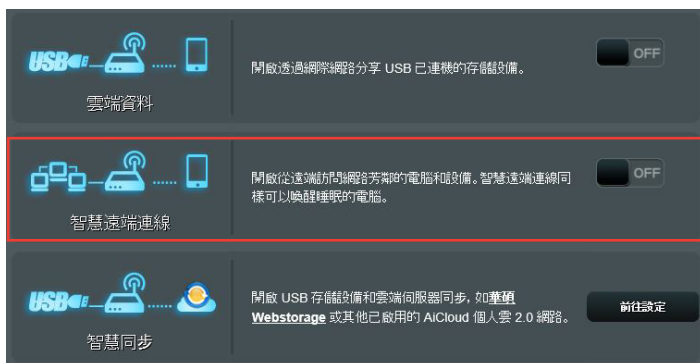 USB
雲端資料
開啟透過網際網路分享 USB 已連機的存儲設備。
OFF
智慧遠端連線
開啟從遠端訪問網路芳鄰的電腦和設備。智慧遠端連線同
樣可以喚醒睡眠的電腦。
OFF
USB
智慧同步
開啟 USB 存儲設備和雲端伺服器同步, 如華碩
Webstorage 或其他已啟用的 AiCloud 個人雲 2.0 網路。
前往設定